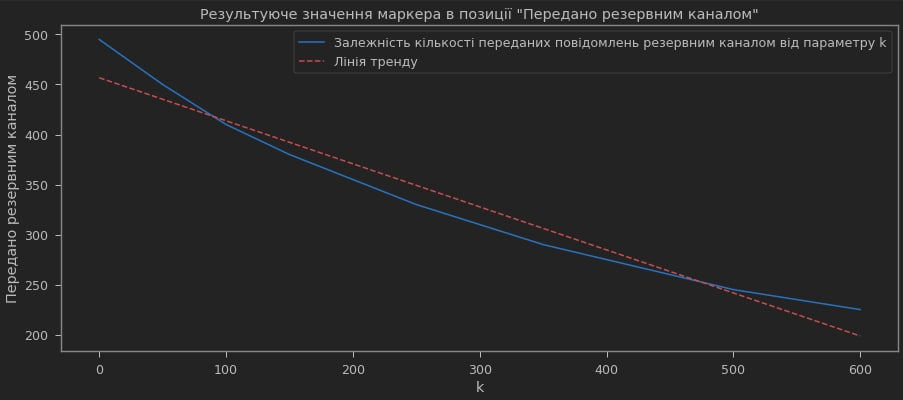 Результуюче значення маркера в позиції "Передано резервним каналом"
Залежність кількості переданих повідомлень резервним каналом від параметру k
Лінія тренду
Передано резервним каналом
500
450
400
350
300
250
200
0 100 200 300 400 500 600
k